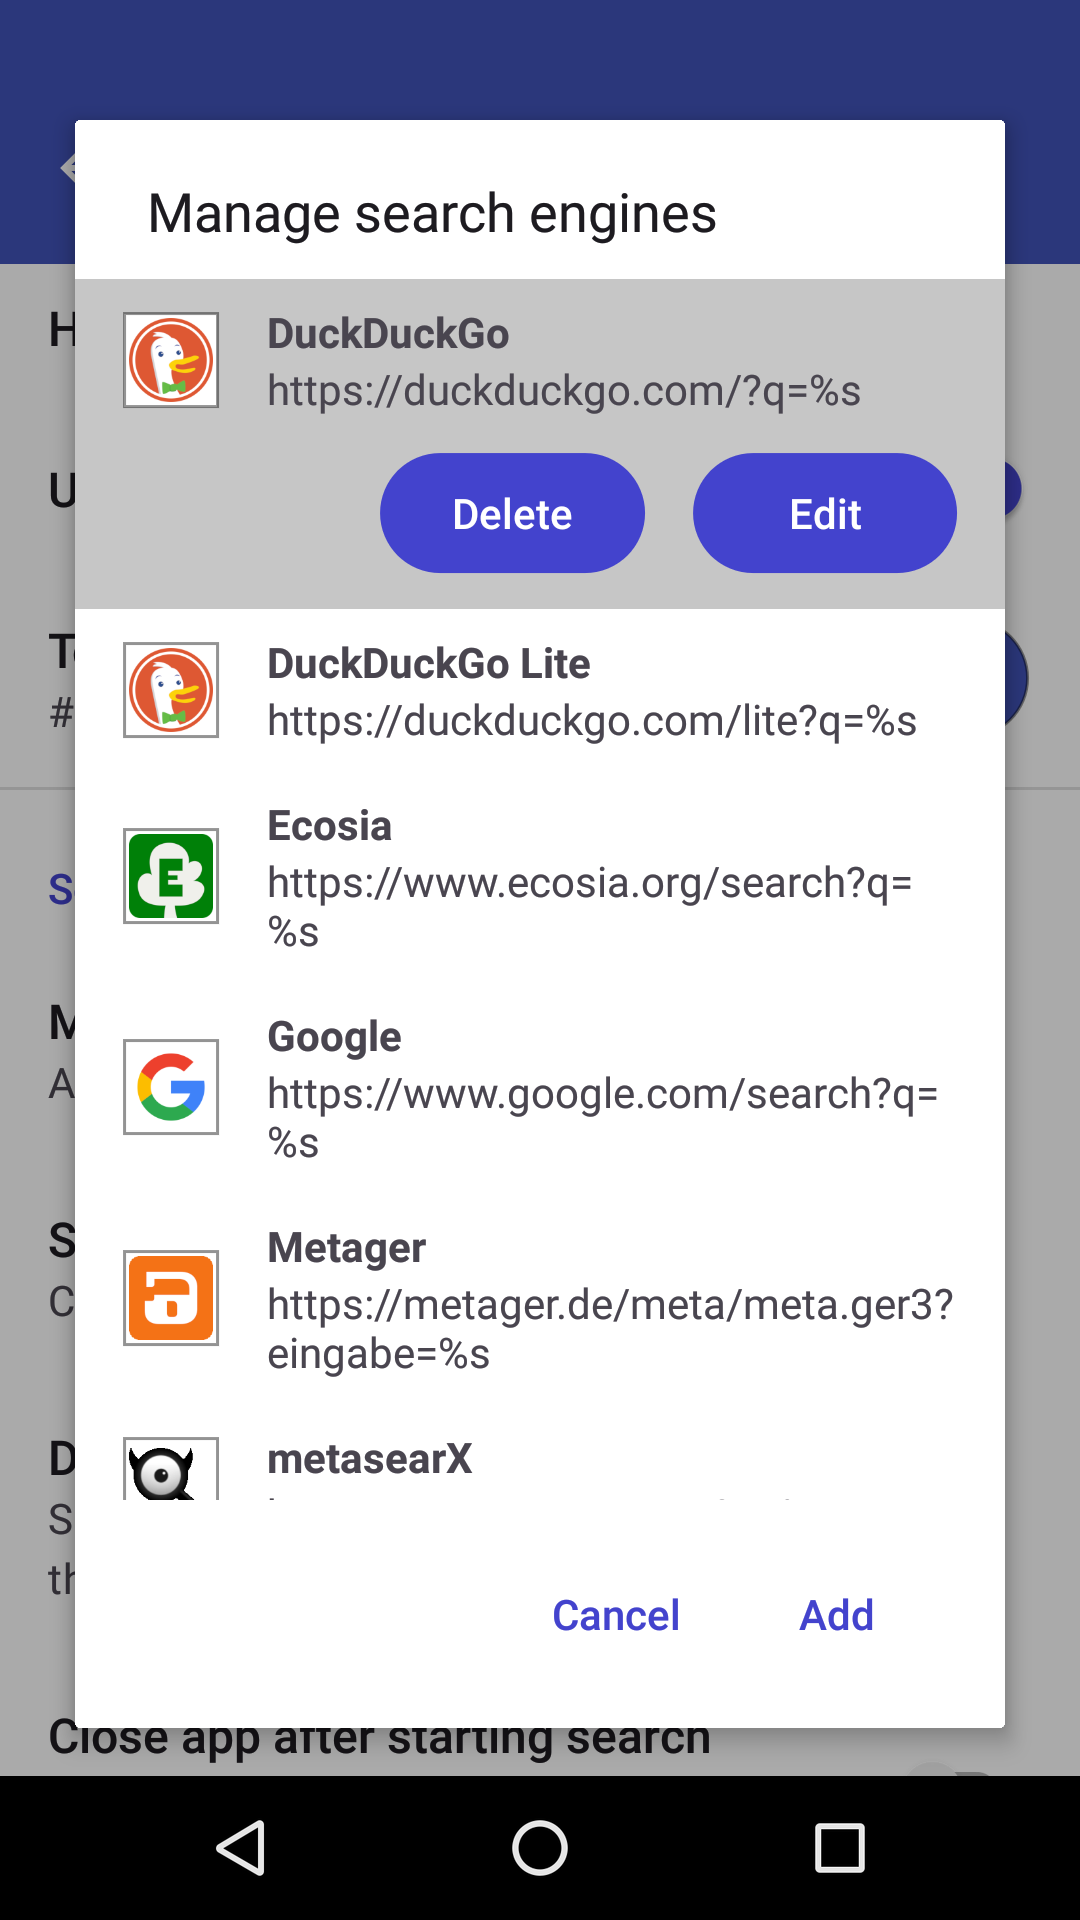 Manage search engines
DuckDuckGo
https://duckduckgo.com/?q=%s
Delete
Edit
DuckDuckGo Lite
https://duckduckgo.com/lite?q=%s
Ecosia
https://www.ecosia.org/search?q=
%s
Google
https://www.google.com/search?q=
%s
Metager
https://metager.de/meta/meta.ger3?
eingabe=%s
metasearX
Cancel
Add
Close app after starting search